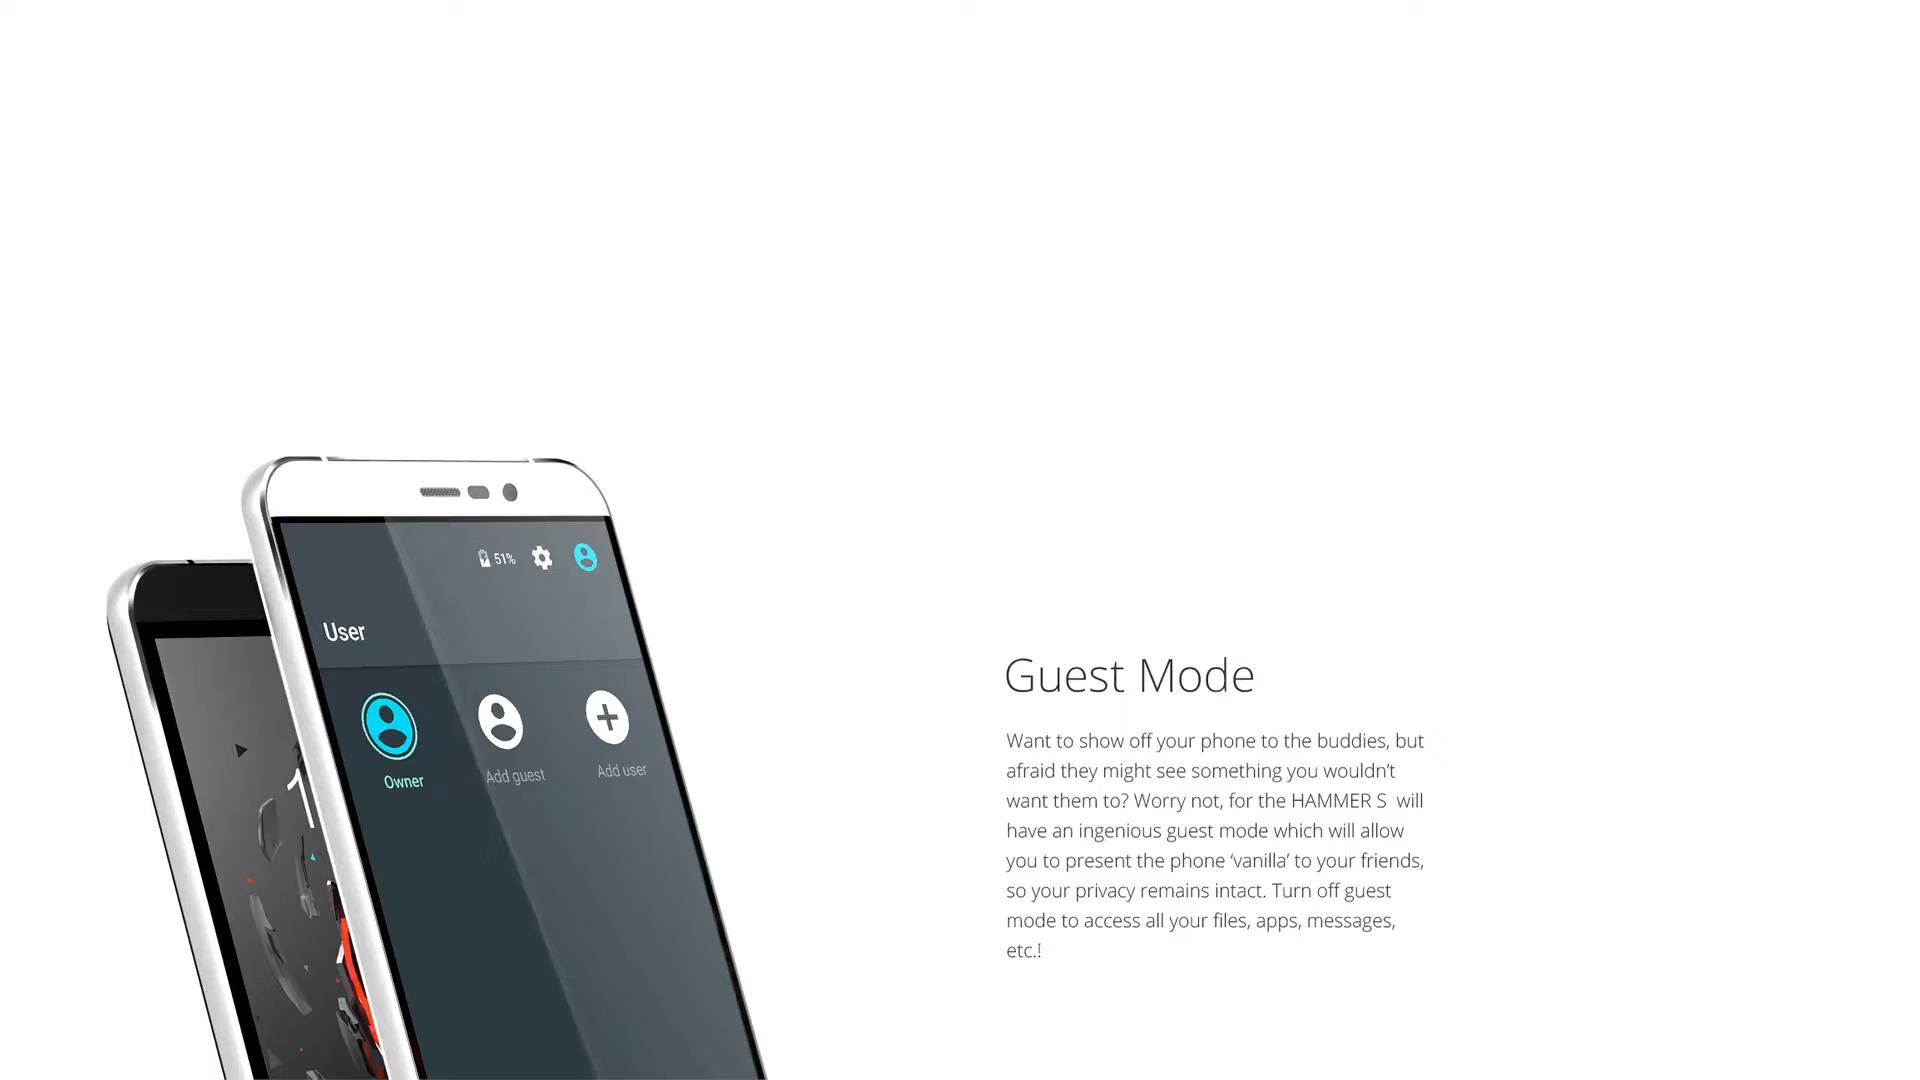 51%
User
Owner
Add guest
Add user
Guest Mode
Want to show off your phone to the buddies, but
afraid they might see something you wouldn’t
want them to? Worry not, for the HAMMER S  will
have an ingenious guest mode which will allow
you to present the phone ‘vanilla’ to your friends,
so your privacy remains intact. Turn off guest
mode to access all your files, apps, messages,
etc.!